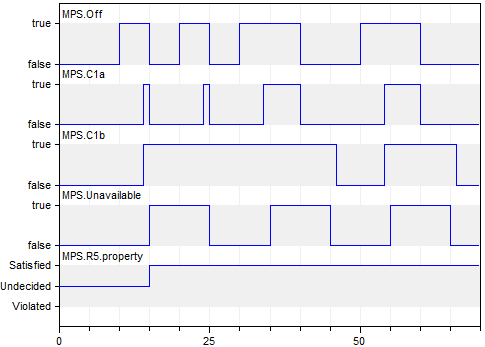 MPS.Off
true
false
MPS.C1a
true
false
MPS.C1b
true
false
MPS.Unavailable
true
false
MPS.R5.property
Satisfied
Undecided
Violated
0 25 50